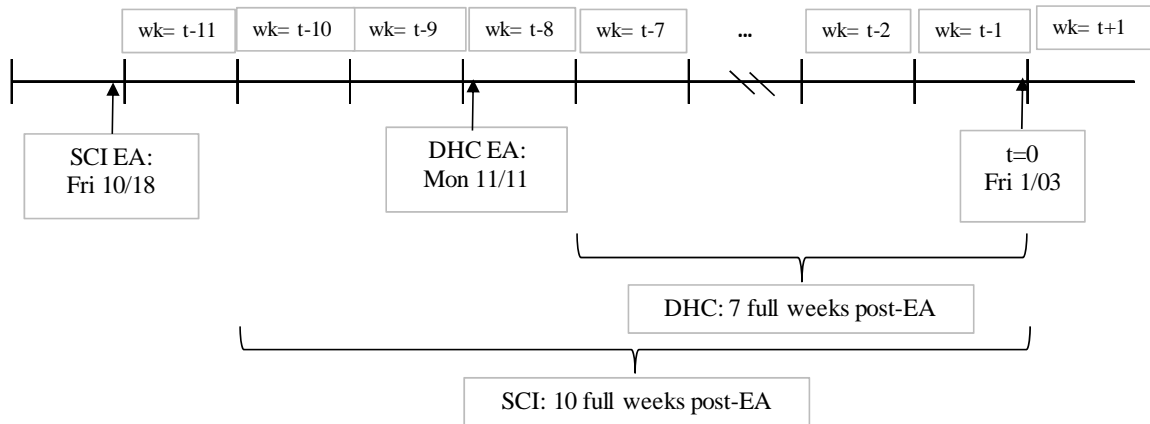 wk= t-11
wk= t-10
wk= t-9
wk= t-8
wk= t-7
...
wk= t-2
wk= t-1
wk= t+1
SCI EA:
Fri 10/18
DHC EA:
Mon 11/11
t=0
Fri 1/03
DHC: 7 full weeks post-EA
SCI: 10 full weeks post-EA